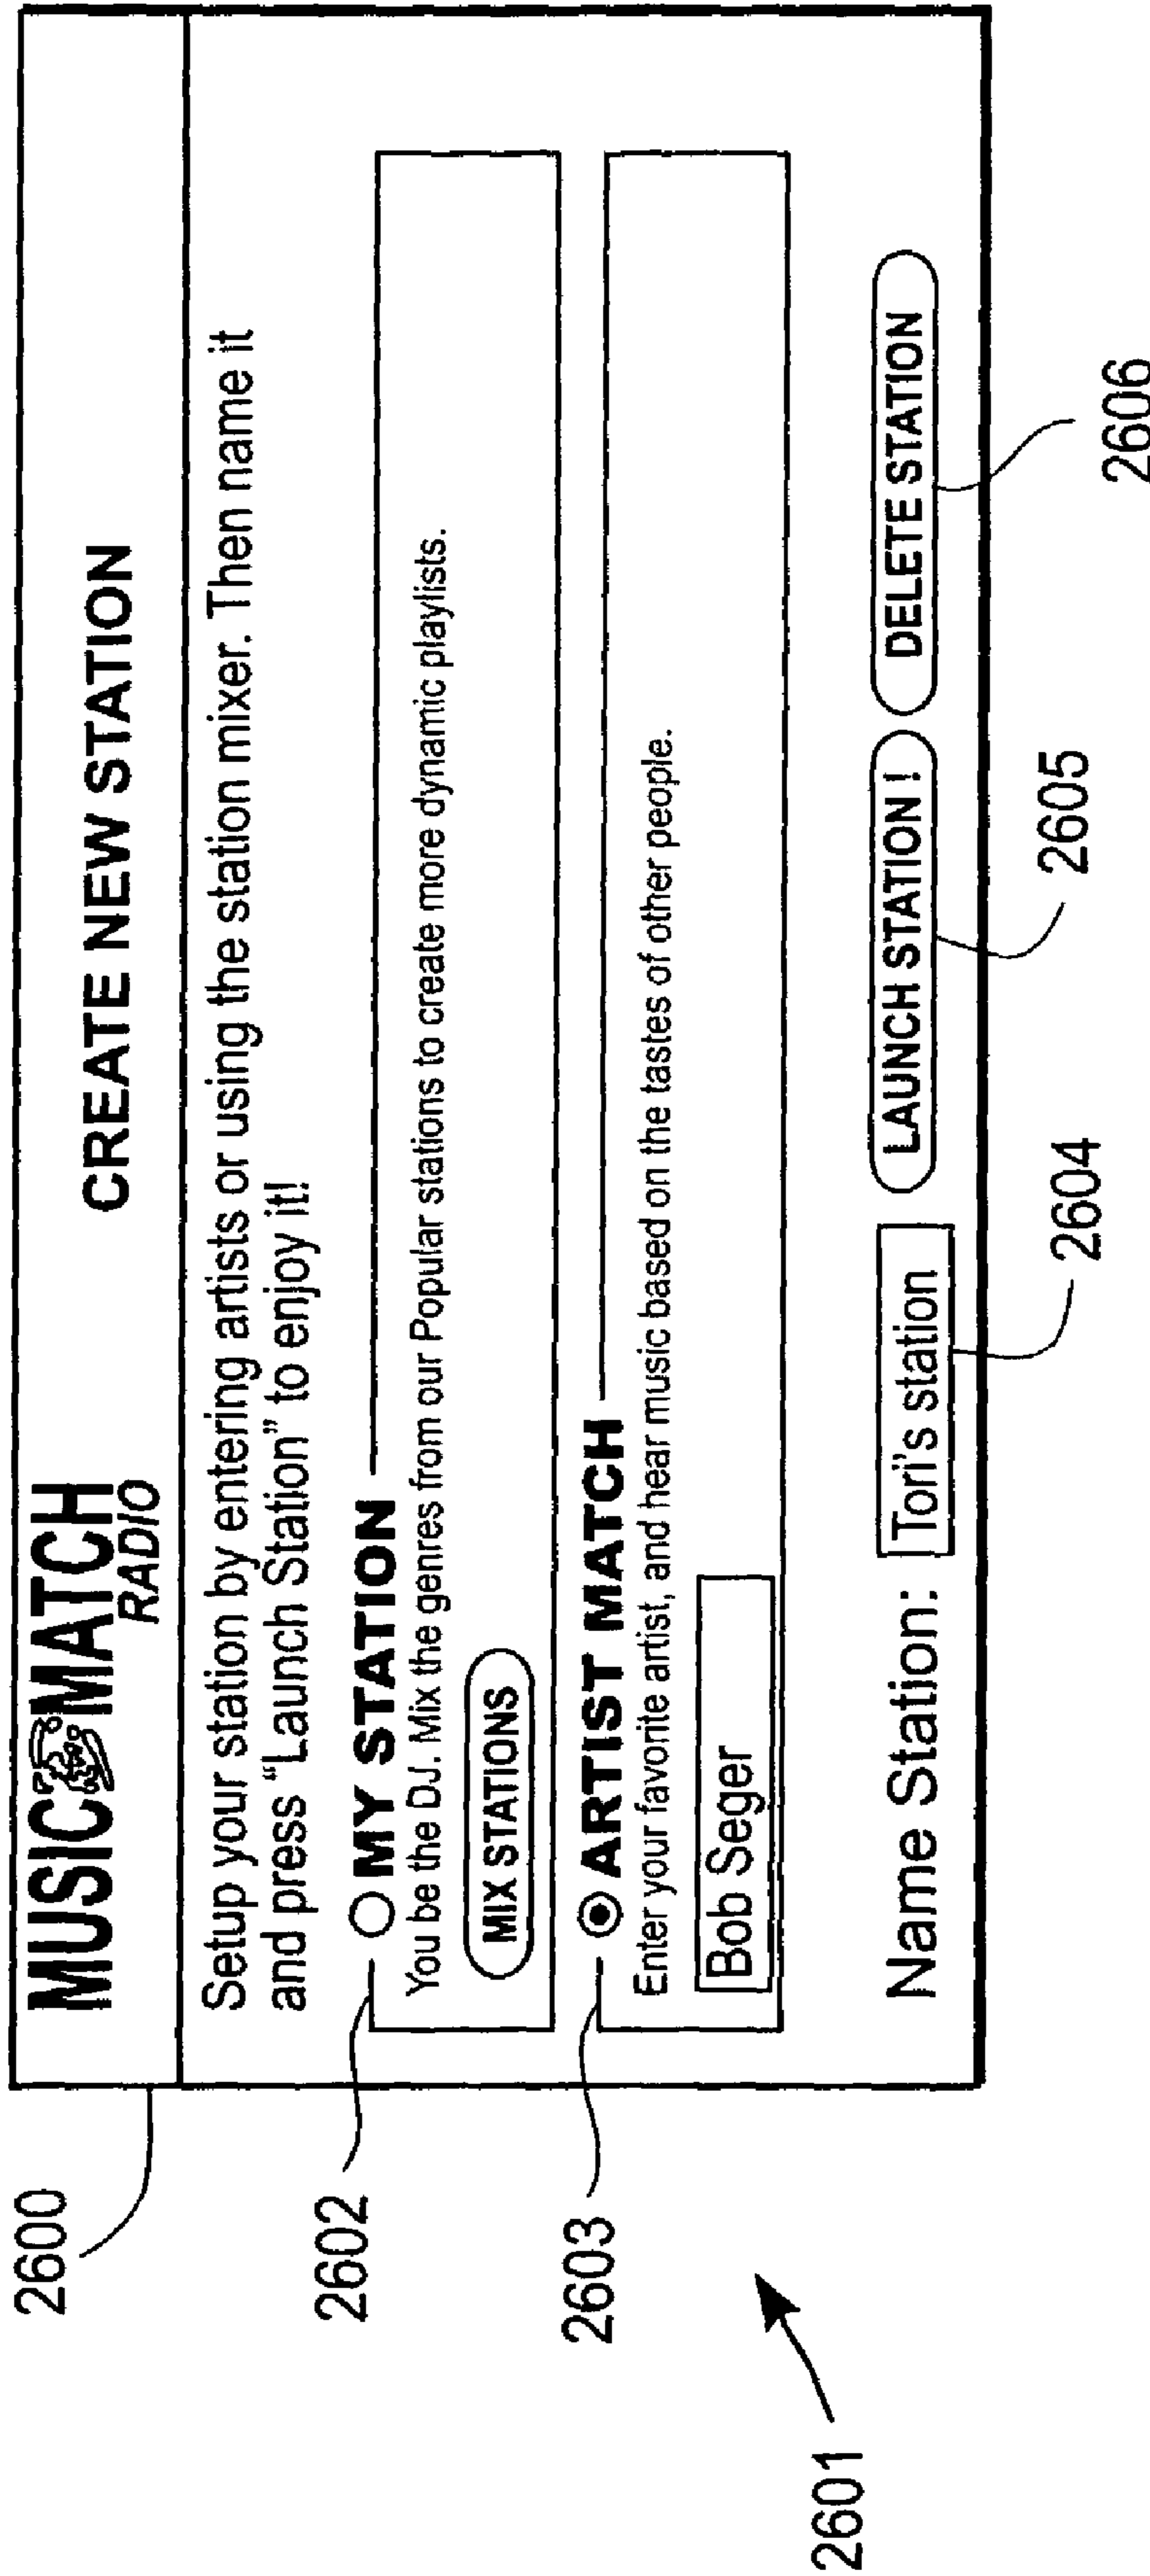 2600
MUSIC MATCH
RADIO
CREATE NEW STATION
Setup your station by entering artists or using the station mixer. Then name it
and press “Launch Station” to enjoy it!
2602
MY STATION
You be the DJ. Mix the genres from our Popular stations to create more dynamic playlists.
MIX STATIONS
2603
ARTIST MATCH
Enter your favorite artist, and hear music based on the tastes of other people.
Bob Seger
2601
Name Station: Tori's station LAUNCH STATION ! DELETE STATION
2604 2605 2606